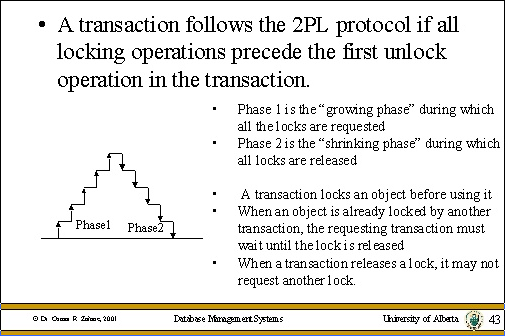 • A transaction follows the 2PL protocol if all
locking operations precede the first unlock
operation in the transaction.
• Phase 1 is the “growing phase” during which
all the locks are requested
• Phase 2 is the “shrinking phase” during which
all locks are released
• A transaction locks an object before using it
• When an object is already locked by another
transaction, the requesting transaction must
wait until the lock is released
• When a transaction releases a lock, it may not
request another lock.
Phase1
Phase2
© Dr. Osmar R. Zaïane, 2001
Database Management Systems
University of Alberta
43